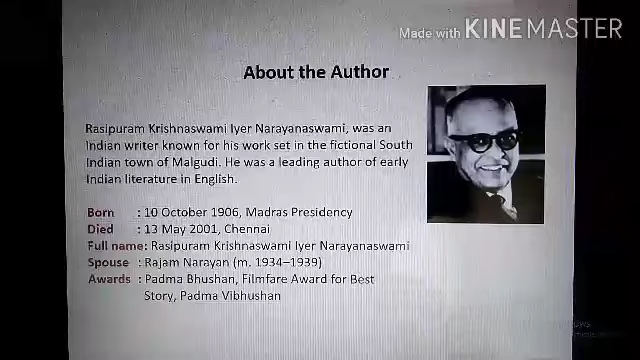 Made with KINEMASTER
About the Author
Rasipuram Krishnaswami Iyer Narayanaswami, was an
Indian writer known for his work set in the fictional South
Indian town of Malgudi. He was a leading author of early
Indian literature in English.
Born : 10 October 1906, Madras Presidency
Died : 13 May 2001, Chennai
Full name: Rasipuram Krishnaswami Iyer Narayanaswami
Spouse : Rajam Narayan (m. 1934–1939)
Awards : Padma Bhushan, Filmfare Award for Best
Story, Padma Vibhushan